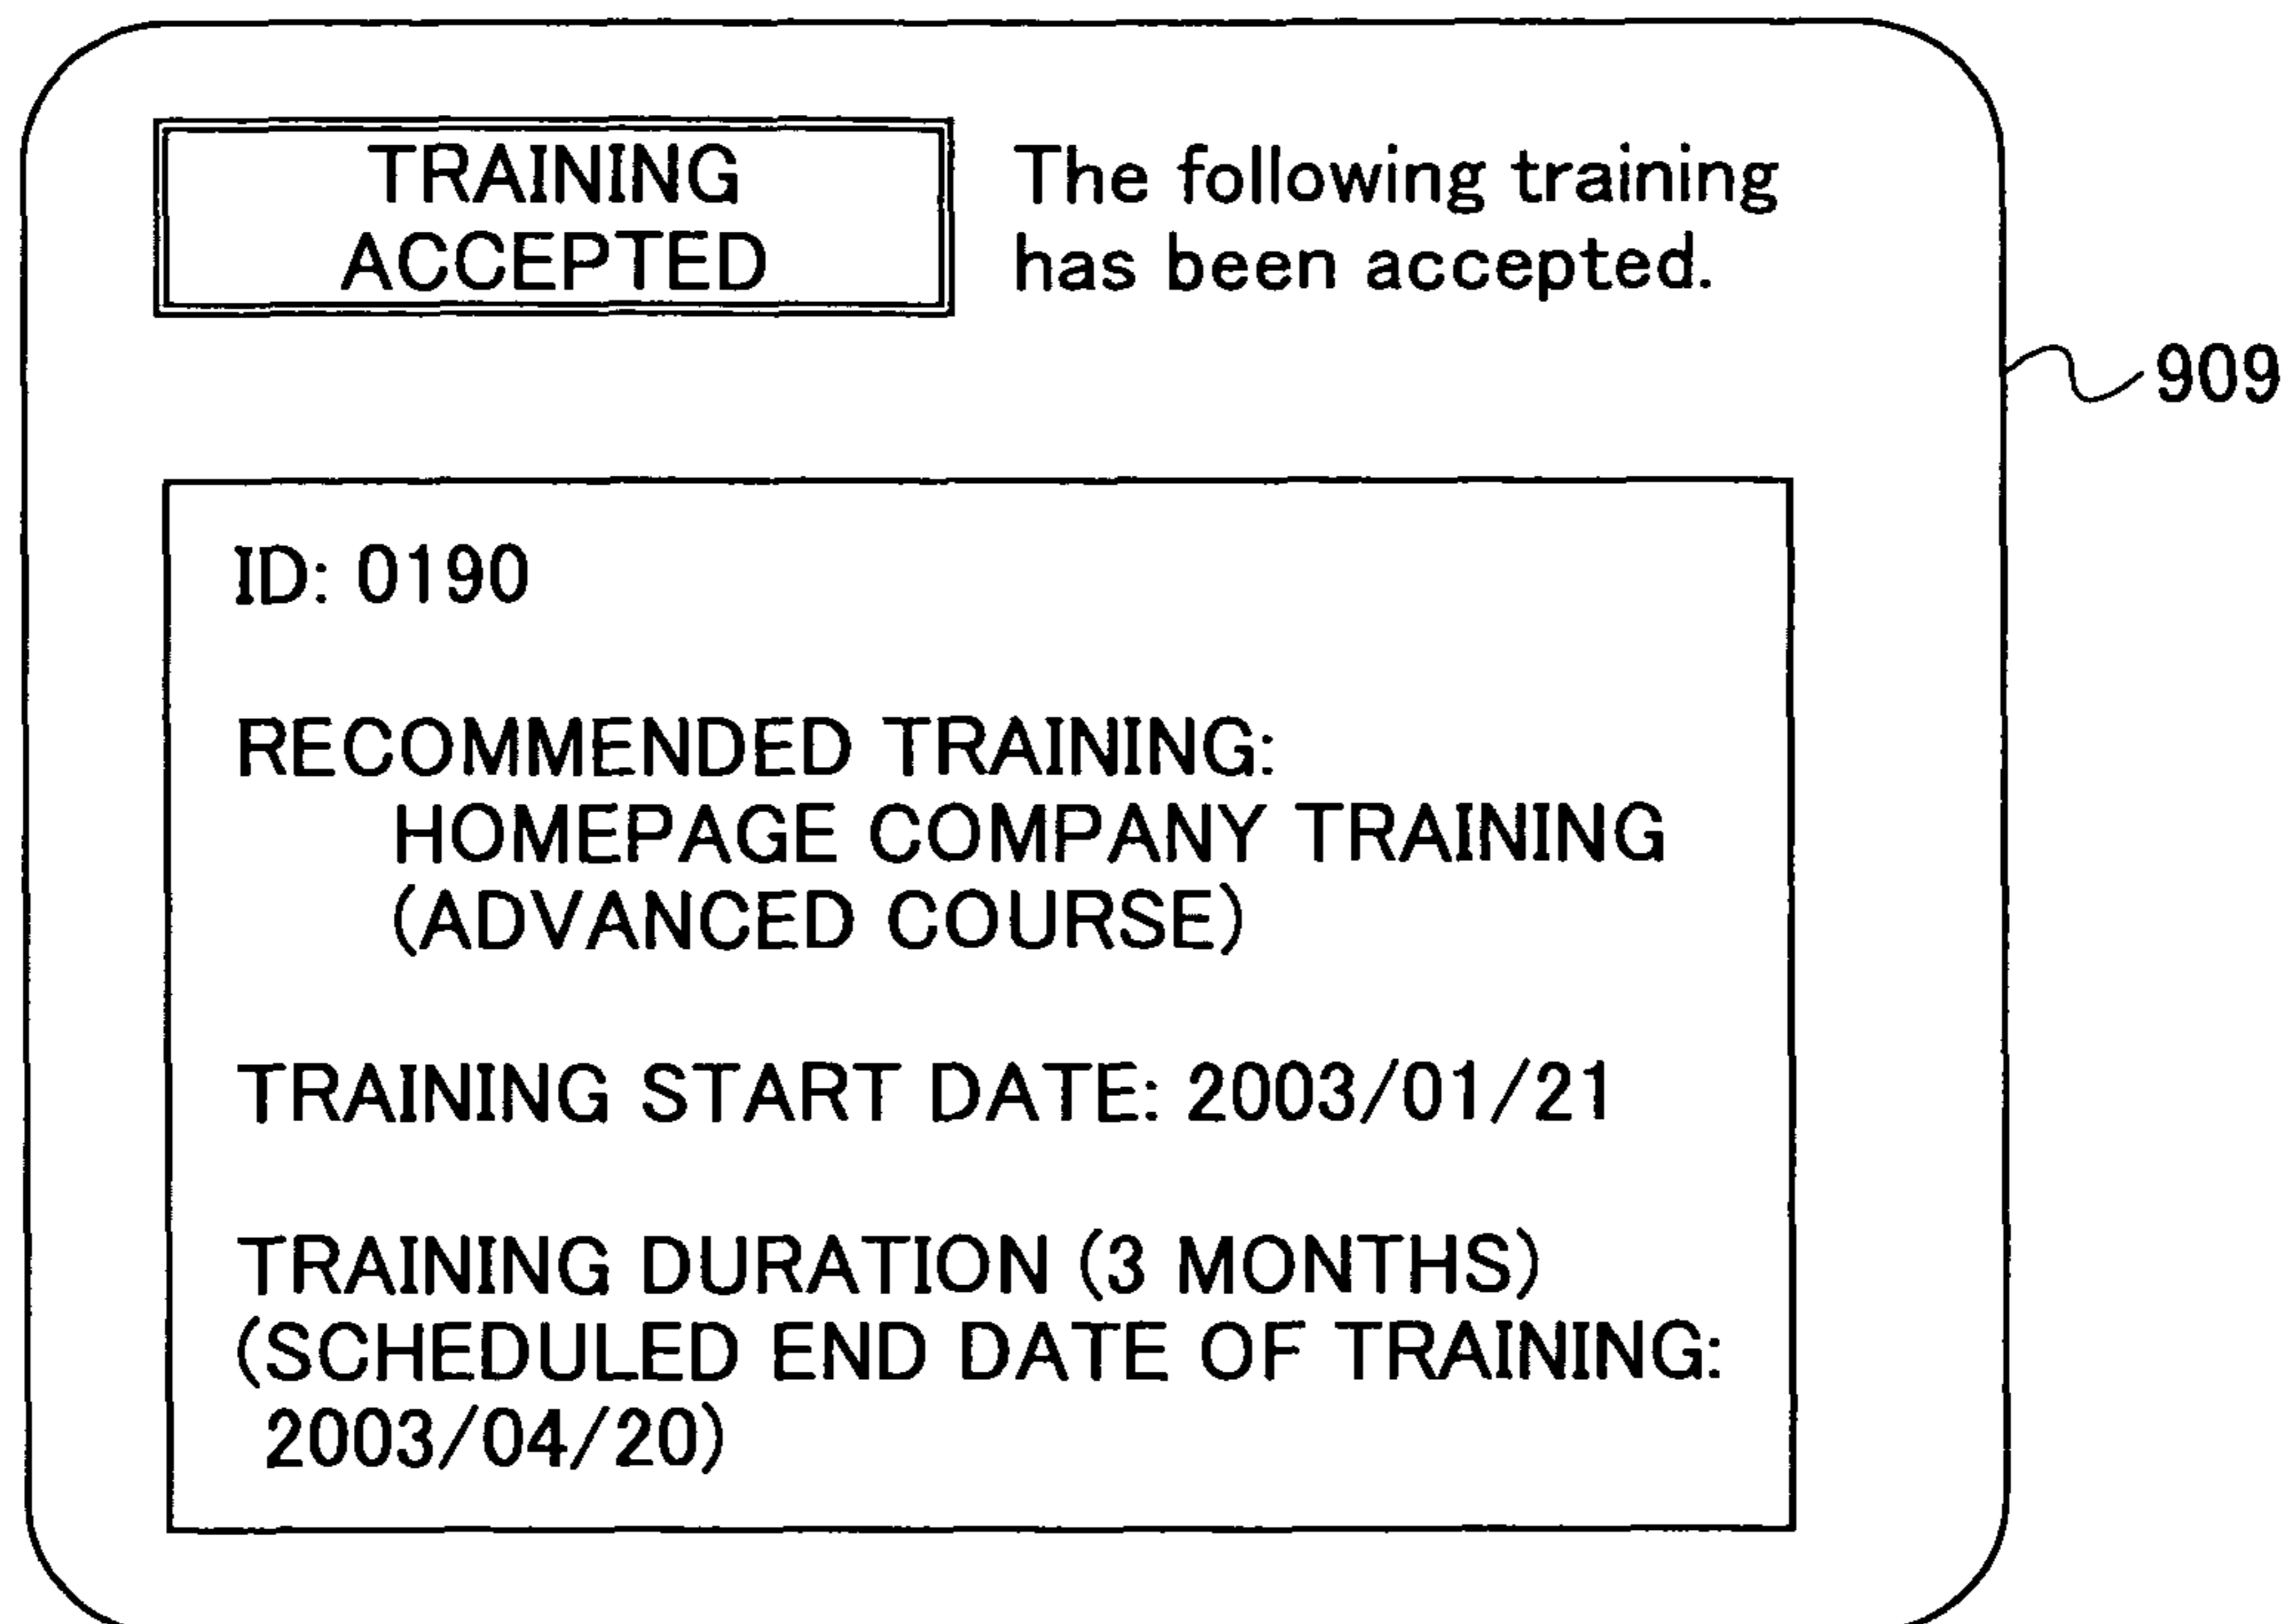 TRAINING
ACCEPTED
The following training
has been accepted.
909
ID: 0190
RECOMMENDED TRAINING:
HOMEPAGE COMPANY TRAINING
(ADVANCED COURSE)
TRAINING START DATE: 2003/01/21
TRAINING DURATION (3 MONTHS)
(SCHEDULED END DATE OF TRAINING:
2003/04/20)